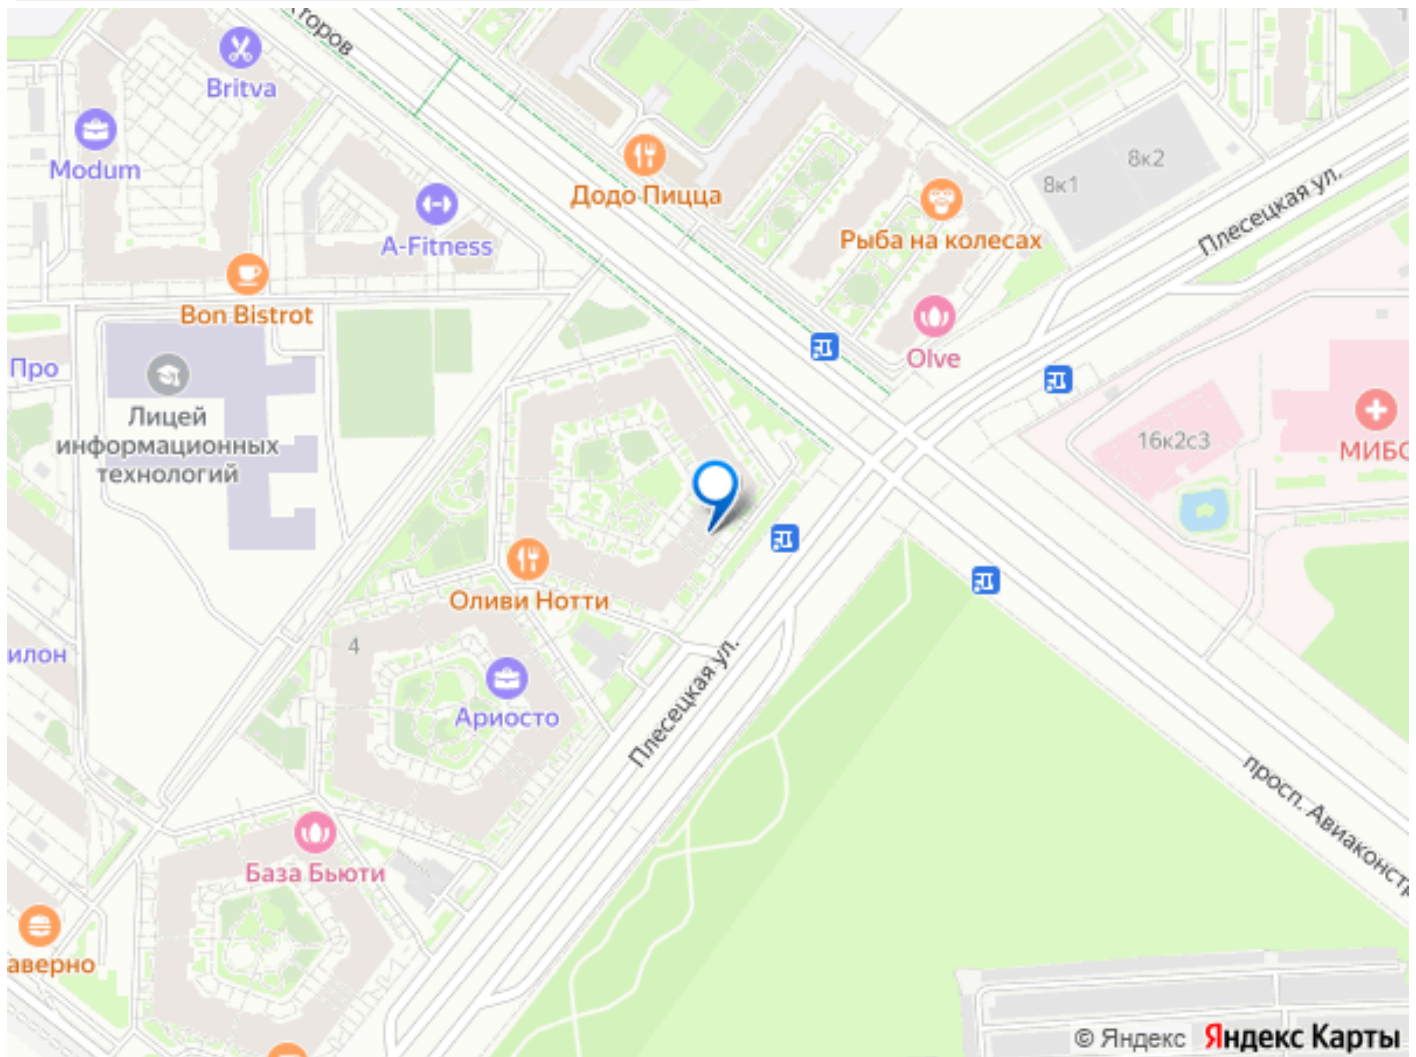 торов
Britva
Modum
8к2
8к1
Додо Пицца
Плесецкая ул.
A-Fitness
Рыба на колесах
Bon Bistrot
Olve
Про
Лицей
информационных
технологий
16к2с3
МИБС
Оливи Нотти
4
илон
Ариосто
Плесецкая ул.
просп. Авиаконстр
База Бьюти
аверно
© Яндекс Яндекс Карты